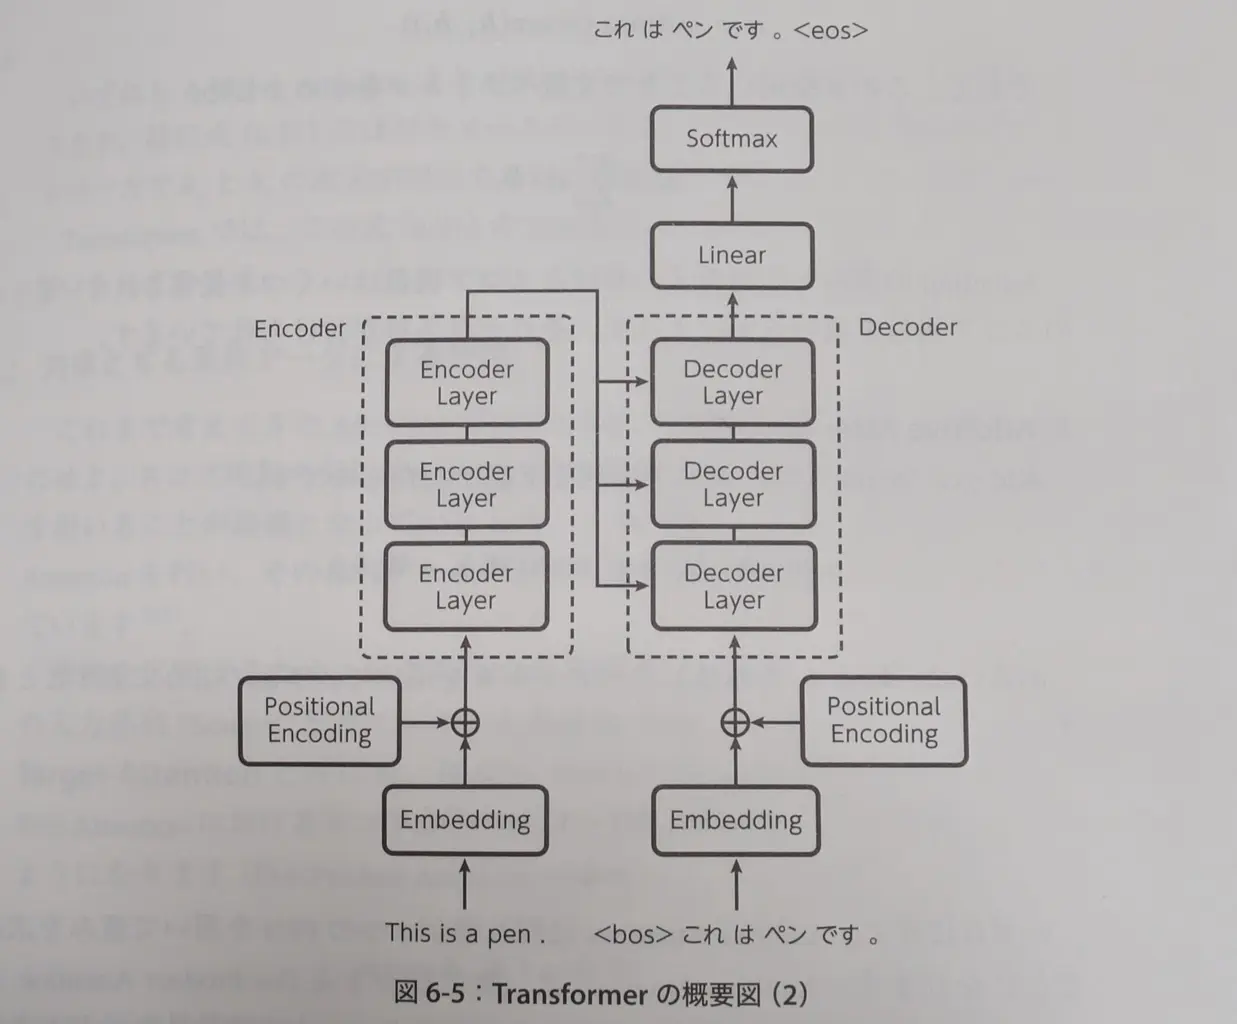 これ は ペン です 。<eos>
Softmax
Linear
Encoder
Decoder
Encoder
Layer
Encoder
Layer
Encoder
Layer
Decoder
Layer
Decoder
Layer
Decoder
Layer
Positional
Encoding
Positional
Encoding
Embedding
Embedding
This is a pen .
<bos> これ は ペン です 。
図 6-5：Transformer の概要図（2）